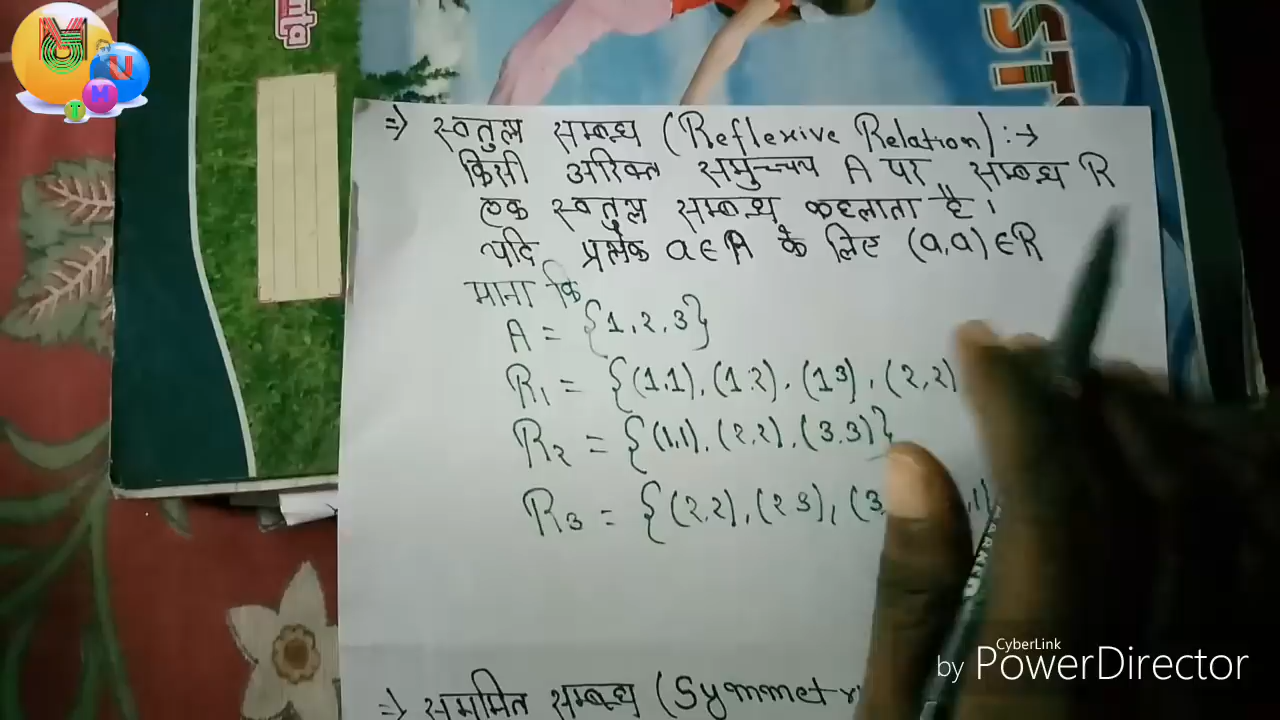 ⇒ स्वतुल्य सम्बन्ध (Reflexive Relation) :→
किसी अरिक्त समुच्चय A पर सम्बन्ध R
एक स्वतुल्य सम्बन्ध कहलाता है।
यदि प्रत्येक a ∈ A के लिए (a,a) ∈ R
माना कि
A = {1,2,3}
R1 = {(1,1), (1,2), (1 3), (2,2)
R2 = {(1,1), (2,2), (3,3)}
R3 = {(2,2), (2 3), (3, ,1)
⇒ सममित सम्बन्ध (Symmetr
CyberLink
by PowerDirector